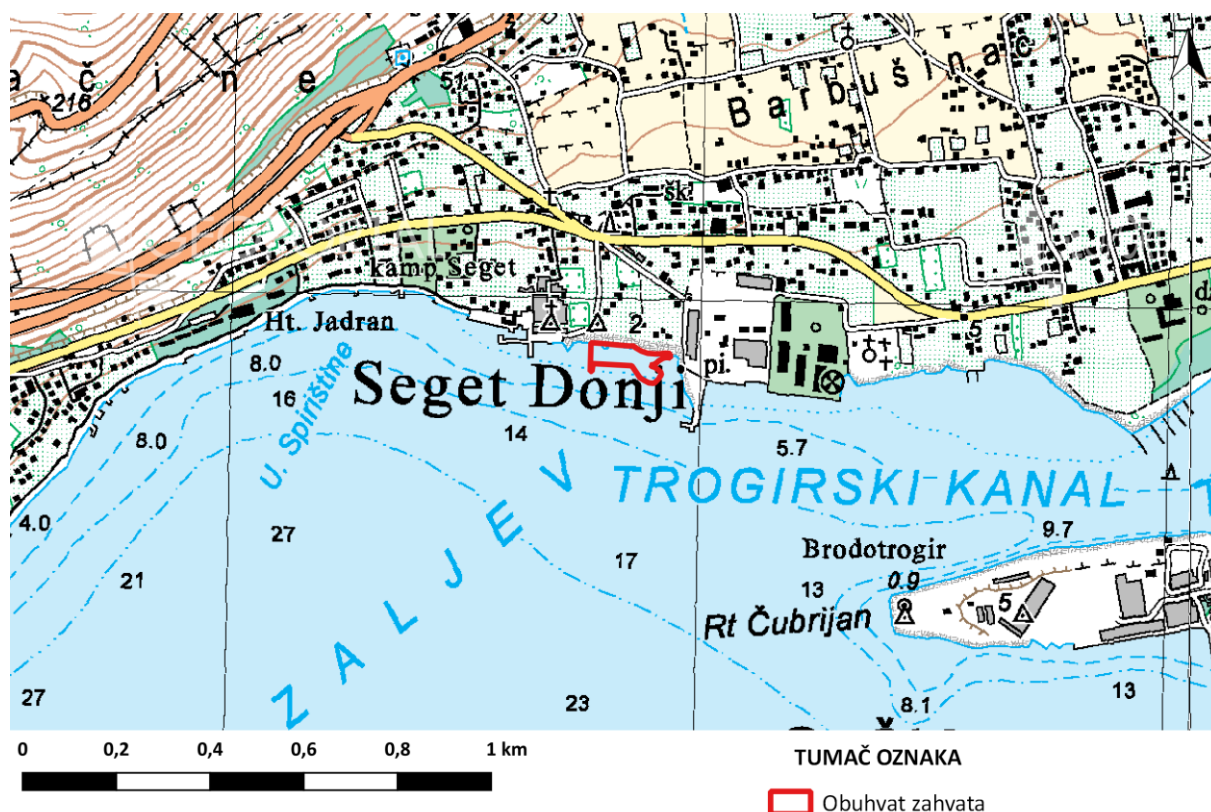 ačine
216
51
Barbušinac
šk.
kamp Seget
Ht. Jadran
2
5
d.
8.0
16
8.0
U. Spirištine
Seget Donji
pi.
14
5.7
TROGIRSKI KANAL
4.0
27
21
17
9.7
Brodotrogir
13
0.9
5
Rt Čubrijan
ZALJEV
27
23
8.1
13
0 0,2 0,4 0,6 0,8 1 km
TUMAČ OZNAKA
Obuhvat zahvata